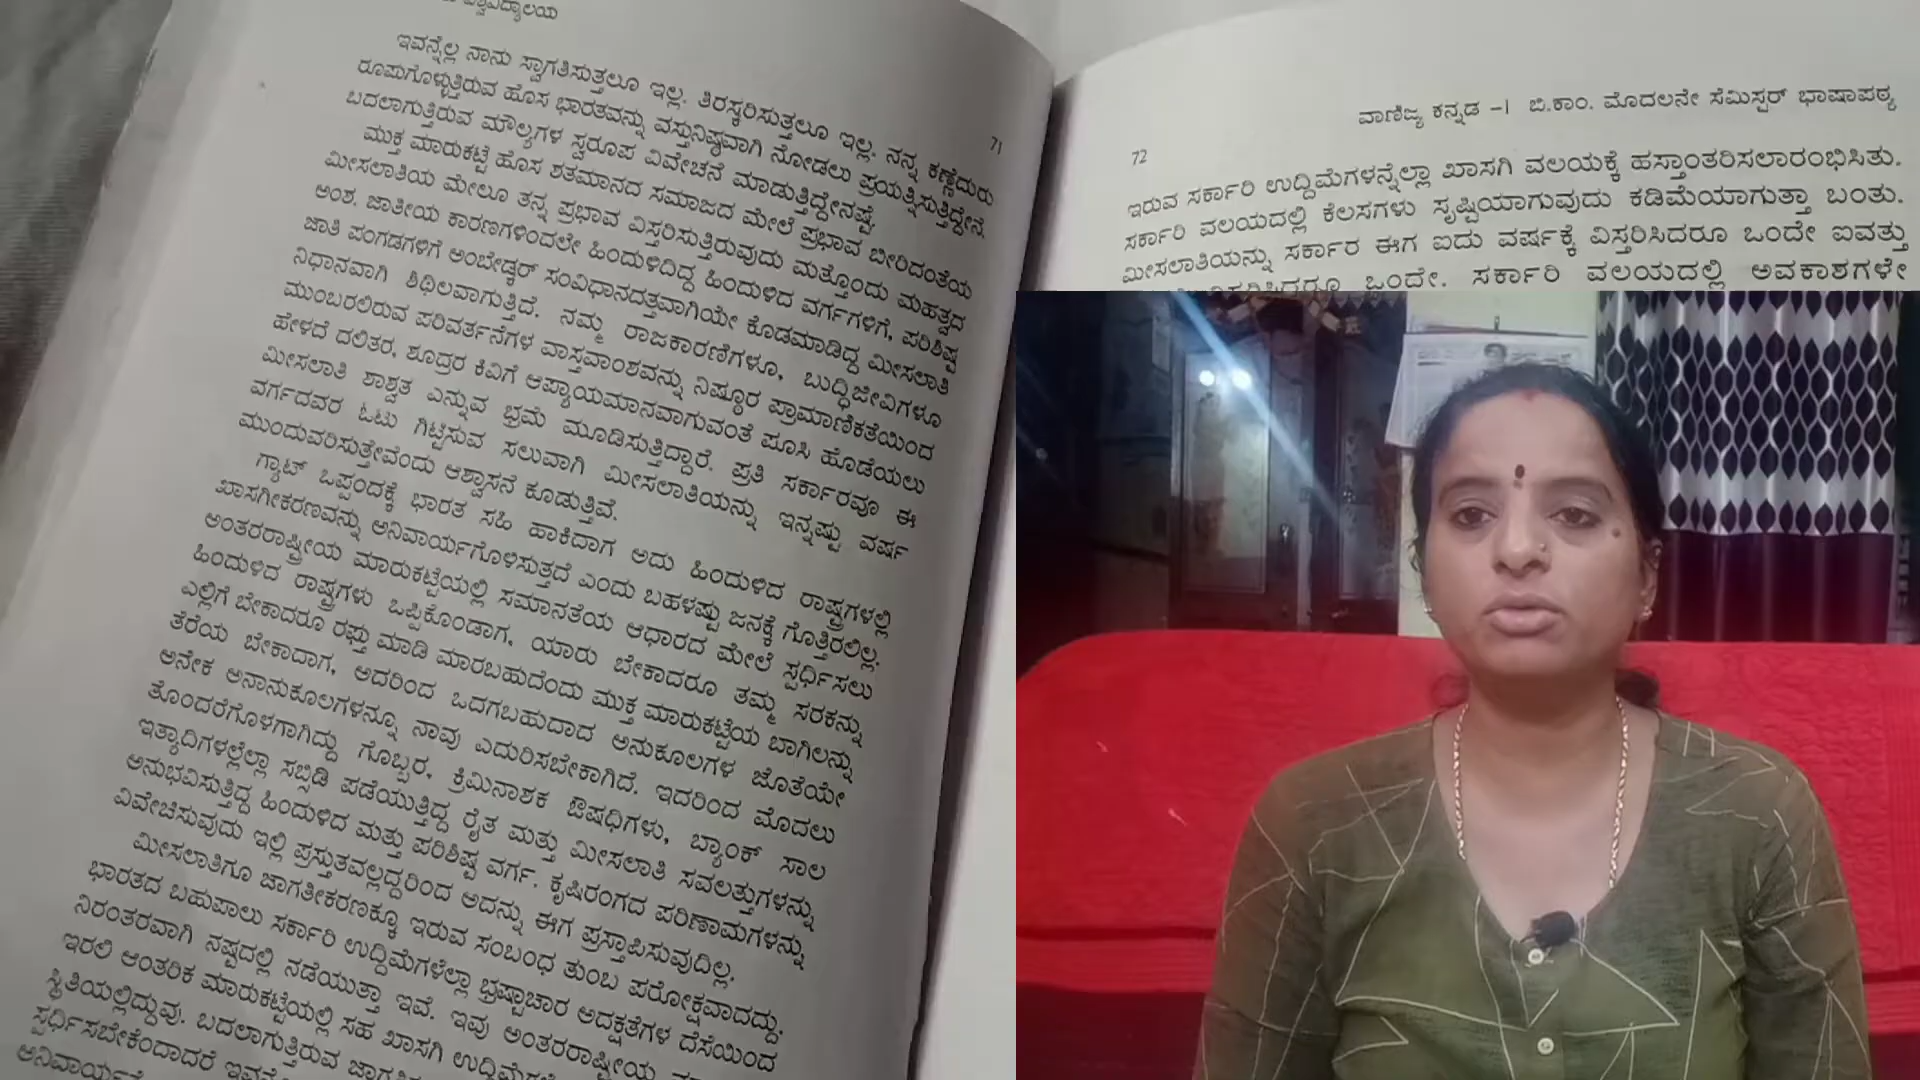 ಇವನ್ನೆಲ್ಲ ನಾನು ಸ್ವಾಗತಿಸುತ್ತಲೂ ಇಲ್ಲ. ತಿರಸ್ಕರಿಸುತ್ತಲೂ ಇಲ್ಲ. ನನ್ನ ಕಣ್ಣೆದುರು
ರೂಪುಗೊಳ್ಳುತ್ತಿರುವ ಹೊಸ ಭಾರತವನ್ನು ವಸ್ತುನಿಷ್ಠವಾಗಿ ನೋಡಲು ಪ್ರಯತ್ನಿಸುತ್ತಿದ್ದೇನೆ.
ಬದಲಾಗುತ್ತಿರುವ ಮೌಲ್ಯಗಳ ಸ್ವರೂಪ ವಿವೇಚನೆ ಮಾಡುತ್ತಿದ್ದೇನಷ್ಟೆ.
ಮುಕ್ತ ಮಾರುಕಟ್ಟೆ ಹೊಸ ಶತಮಾನದ ಸಮಾಜದ ಮೇಲೆ ಪ್ರಭಾವ ಬೀರಿದಂತೆಯ
ಮೀಸಲಾತಿಯ ಮೇಲೂ ತನ್ನ ಪ್ರಭಾವ ವಿಸ್ತರಿಸುತ್ತಿರುವುದು ಮತ್ತೊಂದು ಮಹತ್ವದ
ಅಂಶ. ಜಾತೀಯ ಕಾರಣಗಳಿಂದಲೇ ಹಿಂದುಳಿದಿದ್ದ ಹಿಂದುಳಿದ ವರ್ಗಗಳಿಗೆ, ಪರಿಶಿಷ್ಟ
ಜಾತಿ ಪಂಗಡಗಳಿಗೆ ಅಂಬೇಡ್ಕರ್ ಸಂವಿಧಾನದತ್ತವಾಗಿಯೇ ಕೊಡಮಾಡಿದ್ದ ಮೀಸಲಾತಿ
ನಿಧಾನವಾಗಿ ಶಿಥಿಲವಾಗುತ್ತಿದೆ. ನಮ್ಮ ರಾಜಕಾರಣಿಗಳೂ, ಬುದ್ಧಿಜೀವಿಗಳೂ
ಮುಂಬರಲಿರುವ ಪರಿವರ್ತನೆಗಳ ವಾಸ್ತವಾಂಶವನ್ನು ನಿಷ್ಠೂರ ಪ್ರಾಮಾಣಿಕತೆಯಿಂದ
ಹೇಳದೆ ದಲಿತರ, ಶೂದ್ರರ ಕಿವಿಗೆ ಆಪ್ಯಾಯಮಾನವಾಗುವಂತೆ ಪೂಸಿ ಹೊಡೆಯಲು
ಮೀಸಲಾತಿ ಶಾಶ್ವತ ಎನ್ನುವ ಭ್ರಮೆ ಮೂಡಿಸುತ್ತಿದ್ದಾರೆ. ಪ್ರತಿ ಸರ್ಕಾರವೂ ಈ
ವರ್ಗದವರ ಓಟು ಗಿಟ್ಟಿಸುವ ಸಲುವಾಗಿ ಮೀಸಲಾತಿಯನ್ನು ಇನ್ನಷ್ಟು ವರ್ಷ
ಮುಂದುವರಿಸುತ್ತೇವೆಂದು ಆಶ್ವಾಸನೆ ಕೂಡುತ್ತಿವೆ.
ಗ್ಯಾಟ್ ಒಪ್ಪಂದಕ್ಕೆ ಭಾರತ ಸಹಿ ಹಾಕಿದಾಗ ಅದು ಹಿಂದುಳಿದ ರಾಷ್ಟ್ರಗಳಲ್ಲಿ
ಖಾಸಗೀಕರಣವನ್ನು ಅನಿವಾರ್ಯಗೊಳಿಸುತ್ತದೆ ಎಂದು ಬಹಳಷ್ಟು ಜನಕ್ಕೆ ಗೊತ್ತಿರಲಿಲ್ಲ.
ಅಂತರರಾಷ್ಟ್ರೀಯ ಮಾರುಕಟ್ಟೆಯಲ್ಲಿ ಸಮಾನತೆಯ ಆಧಾರದ ಮೇಲೆ ಸ್ಪರ್ಧಿಸಲು
ಹಿಂದುಳಿದ ರಾಷ್ಟ್ರಗಳು ಒಪ್ಪಿಕೊಂಡಾಗ, ಯಾರು ಬೇಕಾದರೂ ತಮ್ಮ ಸರಕನ್ನು
ಎಲ್ಲಿಗೆ ಬೇಕಾದರೂ ರಫ್ತು ಮಾಡಿ ಮಾರಬಹುದೆಂದು ಮುಕ್ತ ಮಾರುಕಟ್ಟೆಯ ಬಾಗಿಲನ್ನು
ತೆರೆಯ ಬೇಕಾದಾಗ, ಅದರಿಂದ ಒದಗಬಹುದಾದ ಅನುಕೂಲಗಳ ಜೊತೆಯೇ
ಅನೇಕ ಅನಾನುಕೂಲಗಳನ್ನೂ ನಾವು ಎದುರಿಸಬೇಕಾಗಿದೆ. ಇದರಿಂದ ಮೊದಲು
ತೊಂದರೆಗೊಳಗಾಗಿದ್ದು ಗೊಬ್ಬರ, ಕ್ರಿಮಿನಾಶಕ ಔಷಧಿಗಳು, ಬ್ಯಾಂಕ್ ಸಾಲ
ಇತ್ಯಾದಿಗಳಲ್ಲೆಲ್ಲಾ ಸಬ್ಸಿಡಿ ಪಡೆಯುತ್ತಿದ್ದ ರೈತ ಮತ್ತು ಮೀಸಲಾತಿ ಸವಲತ್ತುಗಳನ್ನು
ಅನುಭವಿಸುತ್ತಿದ್ದ ಹಿಂದುಳಿದ ಮತ್ತು ಪರಿಶಿಷ್ಟ ವರ್ಗ. ಕೃಷಿರಂಗದ ಪರಿಣಾಮಗಳನ್ನು
ವಿವೇಚಿಸುವುದು ಇಲ್ಲಿ ಪ್ರಸ್ತುತವಲ್ಲದ್ದರಿಂದ ಅದನ್ನು ಈಗ ಪ್ರಸ್ತಾಪಿಸುವುದಿಲ್ಲ.
ಮೀಸಲಾತಿಗೂ ಜಾಗತೀಕರಣಕ್ಕೂ ಇರುವ ಸಂಬಂಧ ತುಂಬ ಪರೋಕ್ಷವಾದದ್ದು.
ಭಾರತದ ಬಹುಪಾಲು ಸರ್ಕಾರಿ ಉದ್ದಿಮೆಗಳೆಲ್ಲಾ ಭ್ರಷ್ಟಾಚಾರ ಅದಕ್ಷತೆಗಳ ದೆಸೆಯಿಂದ
ನಿರಂತರವಾಗಿ ನಷ್ಟದಲ್ಲಿ ನಡೆಯುತ್ತಾ ಇವೆ. ಇವು ಅಂತರರಾಷ್ಟ್ರೀಯ
ಇರಲಿ ಆಂತರಿಕ ಮಾರುಕಟ್ಟೆಯಲ್ಲಿ ಸಹ ಖಾಸಗಿ
ಸ್ಥಿತಿಯಲ್ಲಿದ್ದುವು. ಬದಲಾಗುತ್ತಿರುವ
ಸ್ಪರ್ಧಿಸಬೇಕೆಂದಾದರೆ
71
ವಾಣಿಜ್ಯ ಕನ್ನಡ –I ಬಿ.ಕಾಂ. ಮೊದಲನೇ ಸೆಮಿಸ್ಟರ್ ಭಾಷಾಪಠ್ಯ
72
ಇರುವ ಸರ್ಕಾರಿ ಉದ್ದಿಮೆಗಳನ್ನೆಲ್ಲಾ ಖಾಸಗಿ ವಲಯಕ್ಕೆ ಹಸ್ತಾಂತರಿಸಲಾರಂಭಿಸಿತು.
ಸರ್ಕಾರಿ ವಲಯದಲ್ಲಿ ಕೆಲಸಗಳು ಸೃಷ್ಟಿಯಾಗುವುದು ಕಡಿಮೆಯಾಗುತ್ತಾ ಬಂತು.
ಮೀಸಲಾತಿಯನ್ನು ಸರ್ಕಾರ ಈಗ ಐದು ವರ್ಷಕ್ಕೆ ವಿಸ್ತರಿಸಿದರೂ ಒಂದೇ ಐವತ್ತು
ಒಂದೇ. ಸರ್ಕಾರಿ ವಲಯದಲ್ಲಿ ಅವಕಾಶಗಳೇ